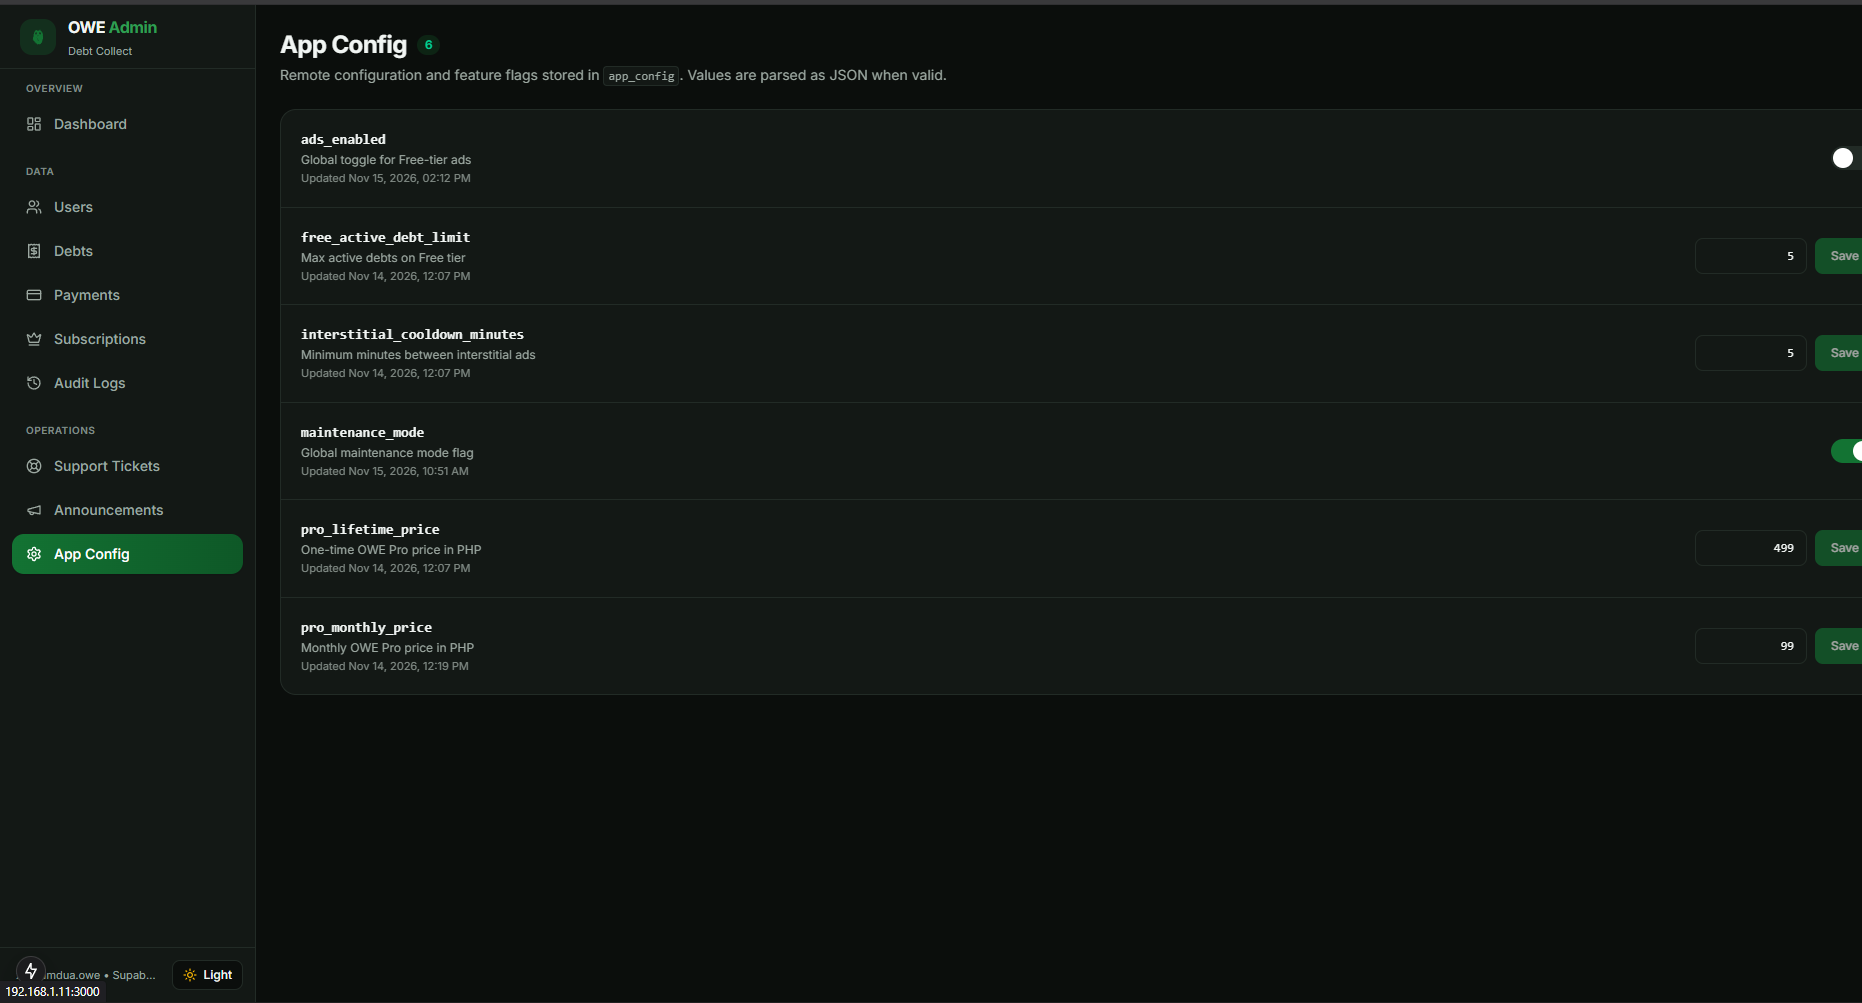 OWE Admin
Debt Collect
OVERVIEW
Dashboard
DATA
Users
Debts
Payments
Subscriptions
Audit Logs
OPERATIONS
Support Tickets
Announcements
App Config
mdua.owe • Supab...
Light
192.168.1.11:3000
App Config 6
Remote configuration and feature flags stored in app_config. Values are parsed as JSON when valid.
ads_enabled
Global toggle for Free-tier ads
Updated Nov 15, 2026, 02:12 PM
free_active_debt_limit
Max active debts on Free tier
Updated Nov 14, 2026, 12:07 PM
5 Save
interstitial_cooldown_minutes
Minimum minutes between interstitial ads
Updated Nov 14, 2026, 12:07 PM
5 Save
maintenance_mode
Global maintenance mode flag
Updated Nov 15, 2026, 10:51 AM
pro_lifetime_price
One-time OWE Pro price in PHP
Updated Nov 14, 2026, 12:07 PM
499 Save
pro_monthly_price
Monthly OWE Pro price in PHP
Updated Nov 14, 2026, 12:19 PM
99 Save